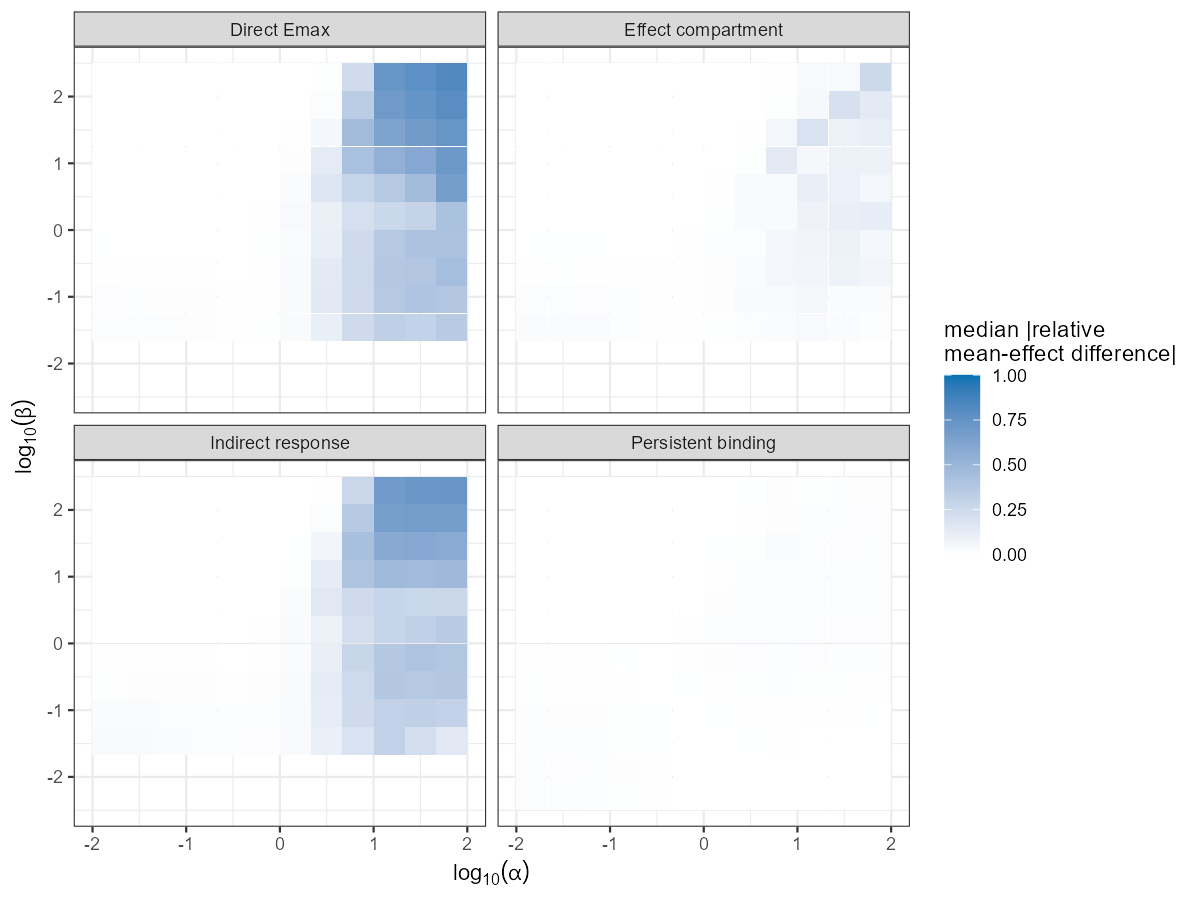 Direct Emax
Effect compartment
2
1
0
-1
-2
Indirect response
Persistent binding
2
1
0
-1
-2
-2 -1 0 1 2
-2 -1 0 1 2
log10(α)
log10(β)
median |relative
mean-effect difference|
1.00
0.75
0.50
0.25
0.00